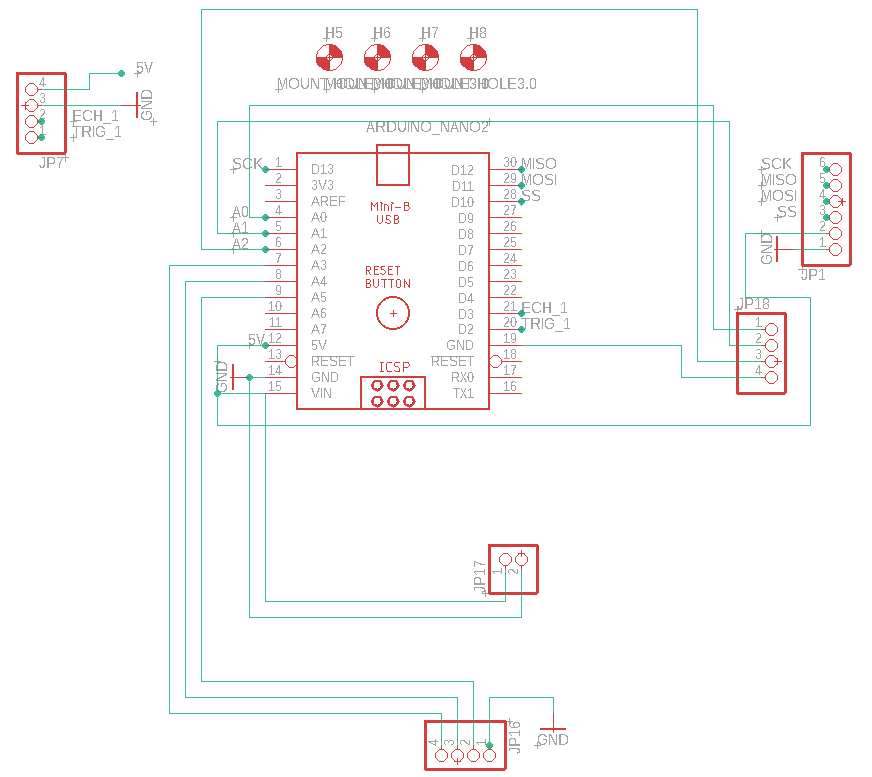 H5 H6 H7 H8
MOUNT-HOLE3.0
5V
4
3
2
1
GND
ECH_1
TRIG_1
JP7
ARDUINO_NANO2
SCK 1 D13 D12 30 MISO
2 3V3 D11 29 MOSI
3 AREF D10 28 SS
A0 4 A0 D9 27
A1 5 A1 D8 26
A2 6 A2 D7 25
7 A3 D6 24
8 A4 D5 23
9 A5 D4 22
10 A6 D3 21 ECH_1
11 A7 D2 20 TRIG_1
5V 12 5V GND 19
13 RESET RESET 18
GND 14 GND RX0 17
15 VIN TX1 16
Mini-B
USB
RESET
BUTTON
ICSP
SCK 6
MISO 5
MOSI 4
SS 3
2
GND 1
JP1
JP18
1
2
3
4
JP17
1 2
4 3 2 1
JP16
GND